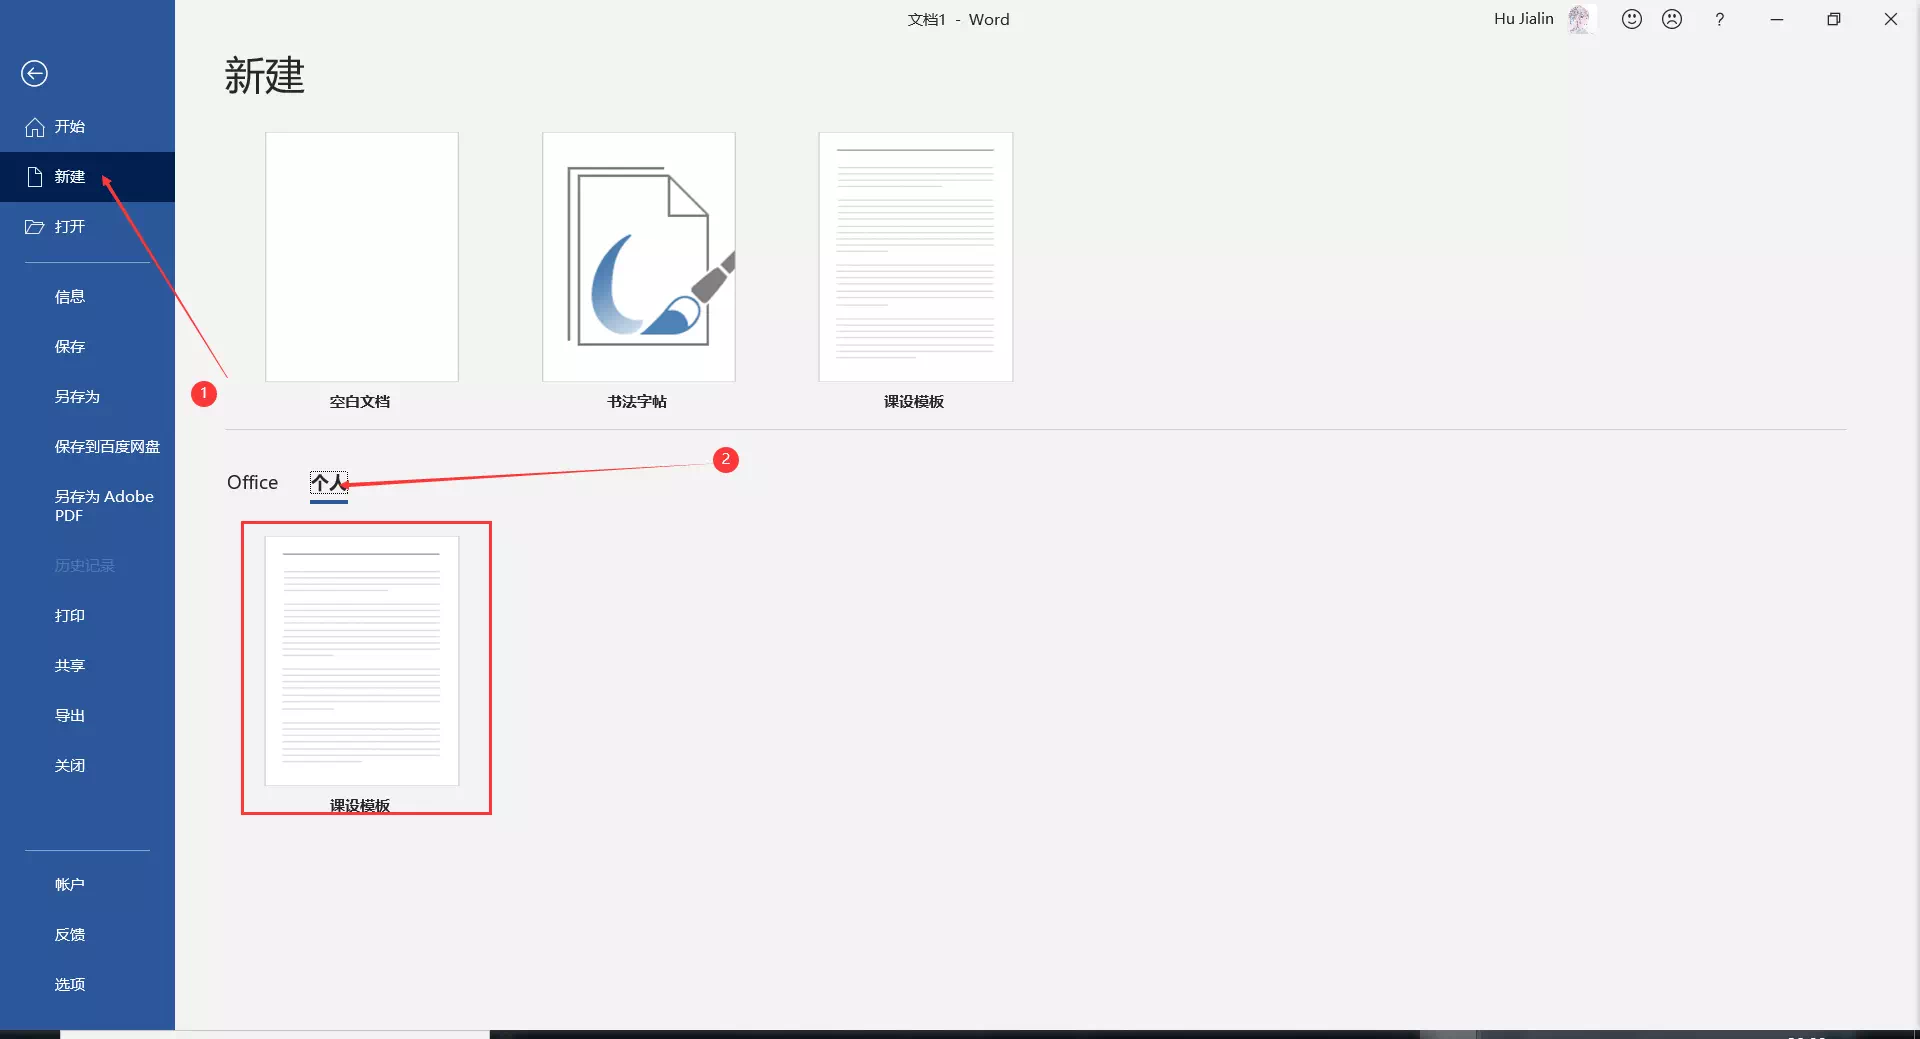 文档1 - Word
Hu Jialin
?
新建
开始
新建
打开
信息
保存
另存为
保存到百度网盘
另存为 Adobe
PDF
历史记录
打印
共享
导出
关闭
帐户
反馈
选项
空白文档
书法字帖
课设模板
1
2
Office
个人
课设模板